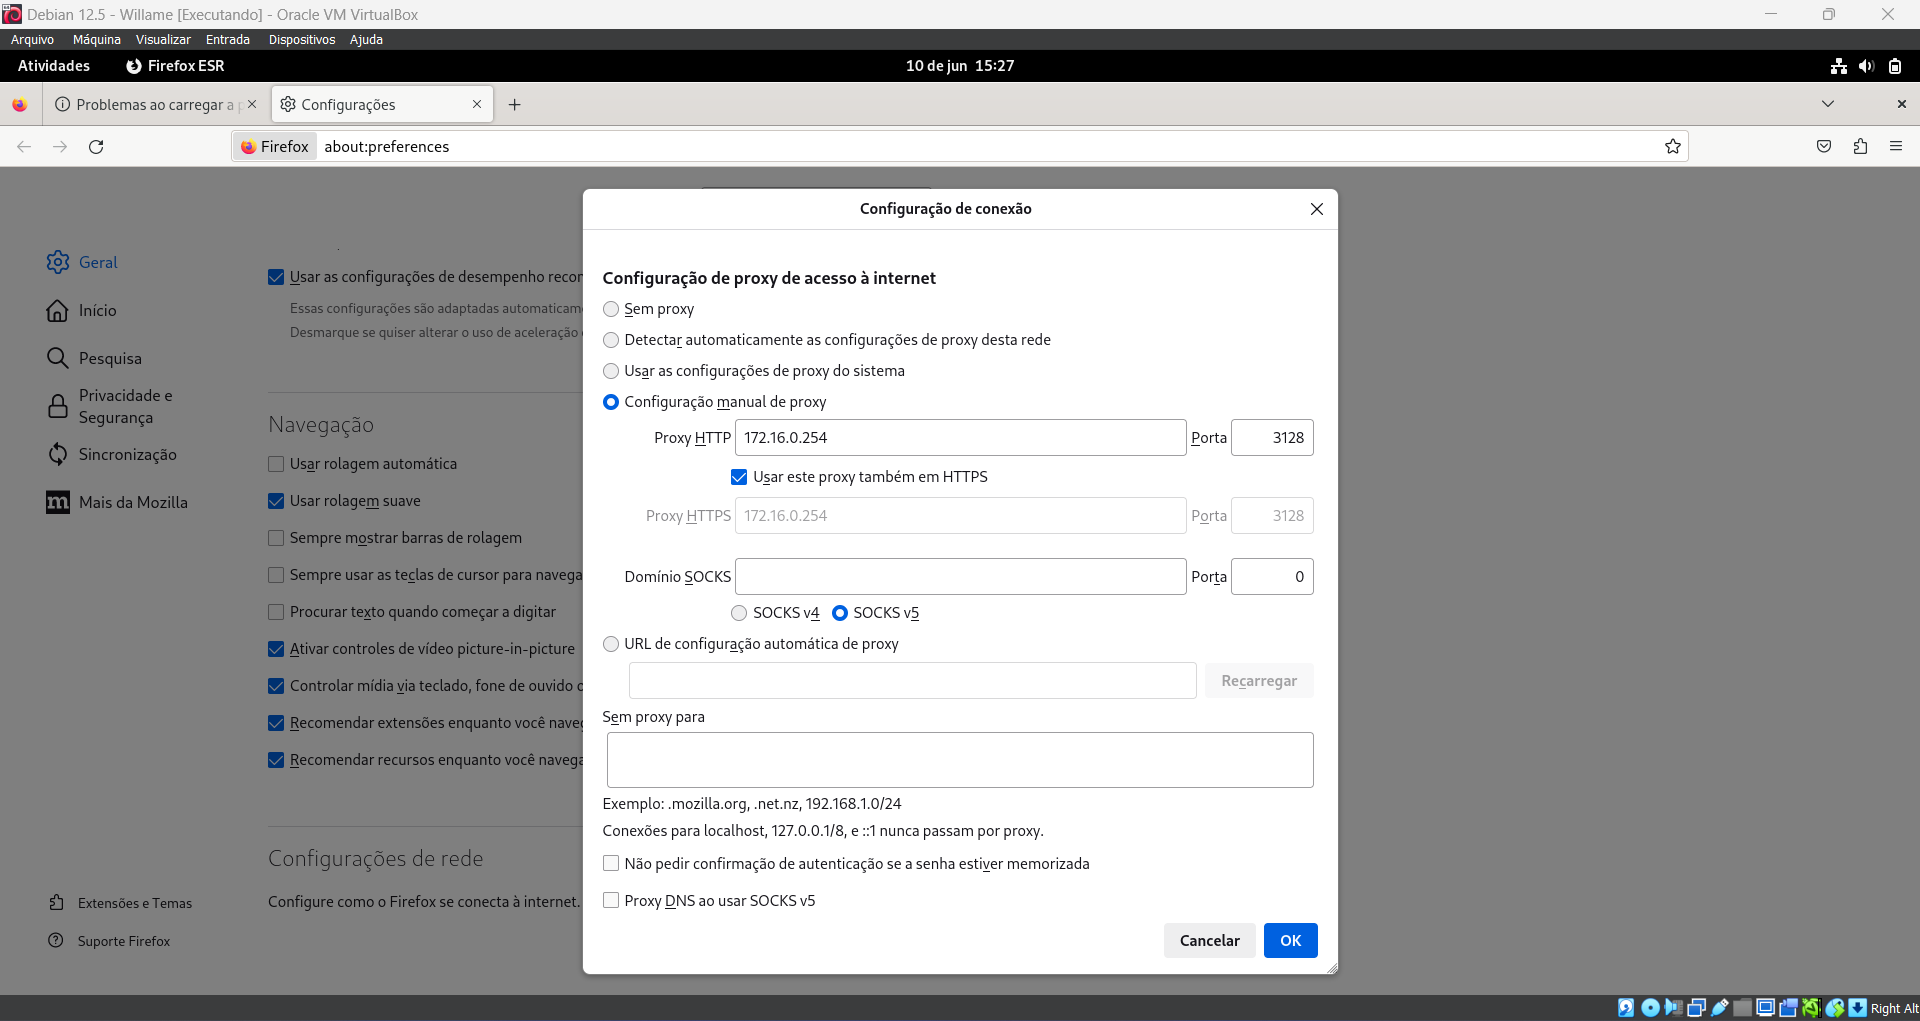 Debian 12.5 - Willame [Executando] - Oracle VM VirtualBox
Arquivo Máquina Visualizar Entrada Dispositivos Ajuda
Atividades Firefox ESR 10 de jun 15:27
Problemas ao carregar a p Configurações
Firefox about:preferences
Configuração de conexão
Geral
Início
Pesquisa
Privacidade e
Segurança
Sincronização
Mais da Mozilla
Extensões e Temas
Suporte Firefox
Usar as configurações de desempenho recor
Essas configurações são adaptadas automaticam
Desmarque se quiser alterar o uso de aceleração
Navegação
Usar rolagem automática
Usar rolagem suave
Sempre mostrar barras de rolagem
Sempre usar as teclas de cursor para navega
Procurar texto quando começar a digitar
Ativar controles de vídeo picture-in-picture
Controlar mídia via teclado, fone de ouvido o
Recomendar extensões enquanto você nave
Recomendar recursos enquanto você navega
Configurações de rede
Configure como o Firefox se conecta à internet.
Configuração de proxy de acesso à internet
Sem proxy
Detectar automaticamente as configurações de proxy desta rede
Usar as configurações de proxy do sistema
Configuração manual de proxy
Proxy HTTP 172.16.0.254 Porta 3128
Usar este proxy também em HTTPS
Proxy HTTPS 172.16.0.254 Porta 3128
Domínio SOCKS Porta 0
SOCKS v4 SOCKS v5
URL de configuração automática de proxy
Recarregar
Sem proxy para
Exemplo: .mozilla.org, .net.nz, 192.168.1.0/24
Conexões para localhost, 127.0.0.1/8, e ::1 nunca passam por proxy.
Não pedir confirmação de autenticação se a senha estiver memorizada
Proxy DNS ao usar SOCKS v5
Cancelar OK
Right Alt